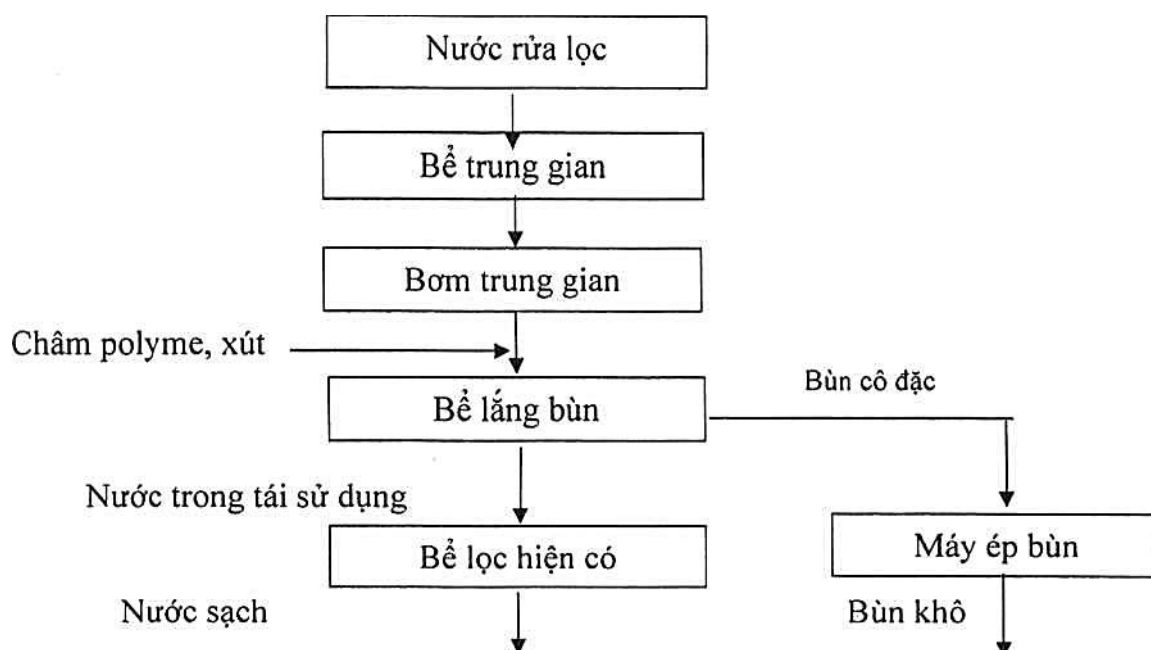 Nước rửa lọc
Bể trung gian
Bơm trung gian
Châm polyme, xút
Bùn cô đặc
Bể lắng bùn
Nước trong tái sử dụng
Bể lọc hiện có
Máy ép bùn
Nước sạch
Bùn khô